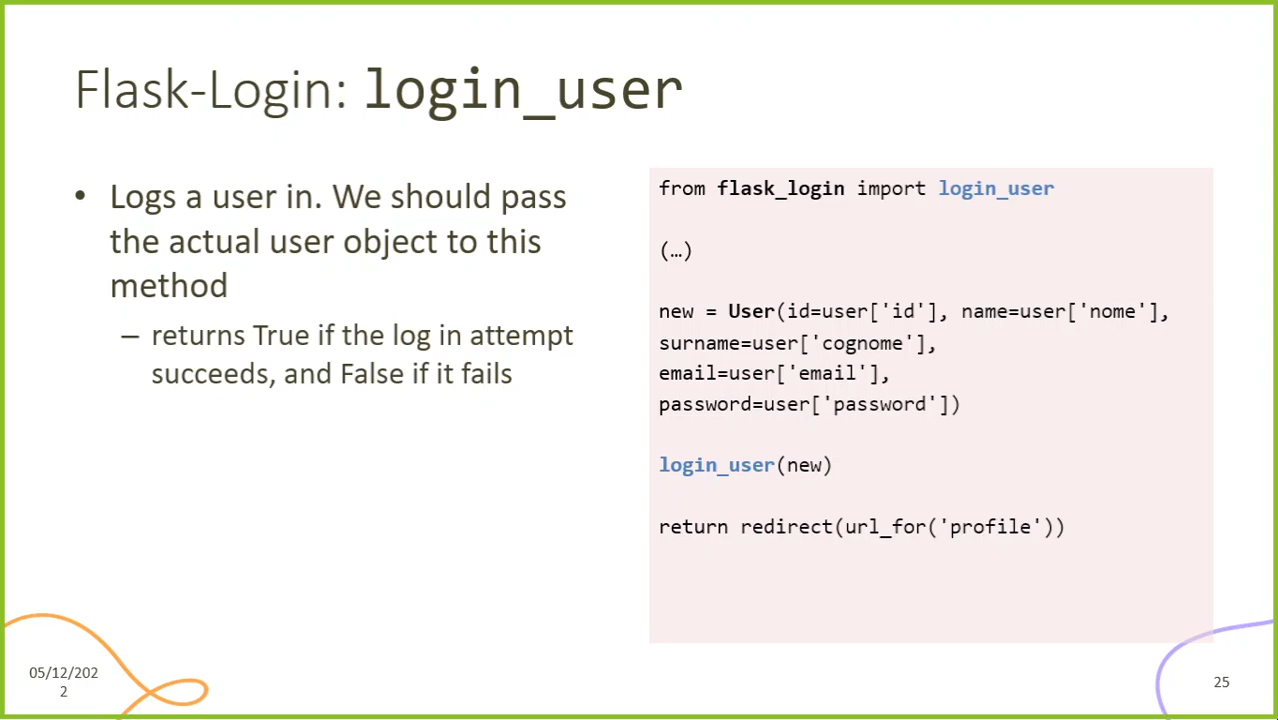 Flask-Login: login_user
• Logs a user in. We should pass
the actual user object to this
method
– returns True if the log in attempt
succeeds, and False if it fails
from flask_login import login_user
(…)
new = User(id=user['id'], name=user['nome'],
surname=user['cognome'],
email=user['email'],
password=user['password'])
login_user(new)
return redirect(url_for('profile'))
05/12/202
2
25